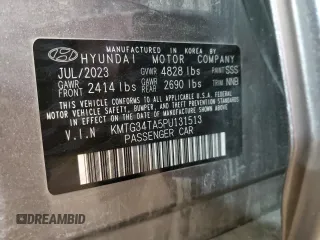 MANUFACTURED IN KOREA BY
HYUNDAI MOTOR COMPANY
JUL/2023 GVWR 4828 lbs PAINT SSS
GAWR FRONT 2414 lbs GAWR REAR 2690 lbs TRIM NNB
THIS VEHICLE CONFORMS TO ALL APPLICABLE U.S. FEDERAL
MOTOR VEHICLE SAFETY, BUMPER, AND THEFT PREVENTION
STANDARDS IN EFFECT ON THE DATE OF MANUFACTURE SHOWN ABOVE.
V.I.N KMTG34TA5PU131513
PASSENGER CAR
DREAMBID